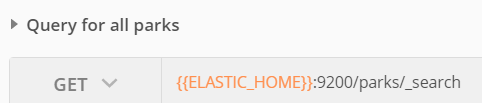 Query for all parks
GET {{ELASTIC_HOME}}:9200/parks/_search